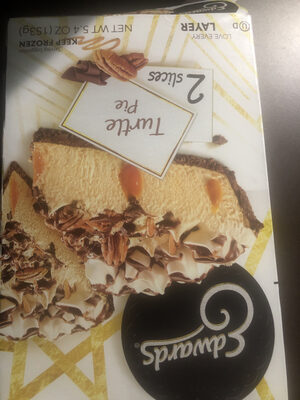 Edwards
Turtle
Pie
2 slices
LOVE EVERY
LAYER
U D
KEEP FROZEN
NET WT 5.4 OZ (153g)